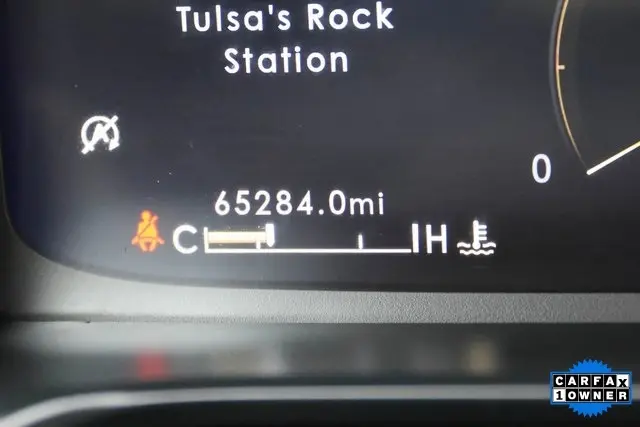 Tulsa's Rock
Station
A
0
65284.0mi
C H
CARFAX
1 OWNER